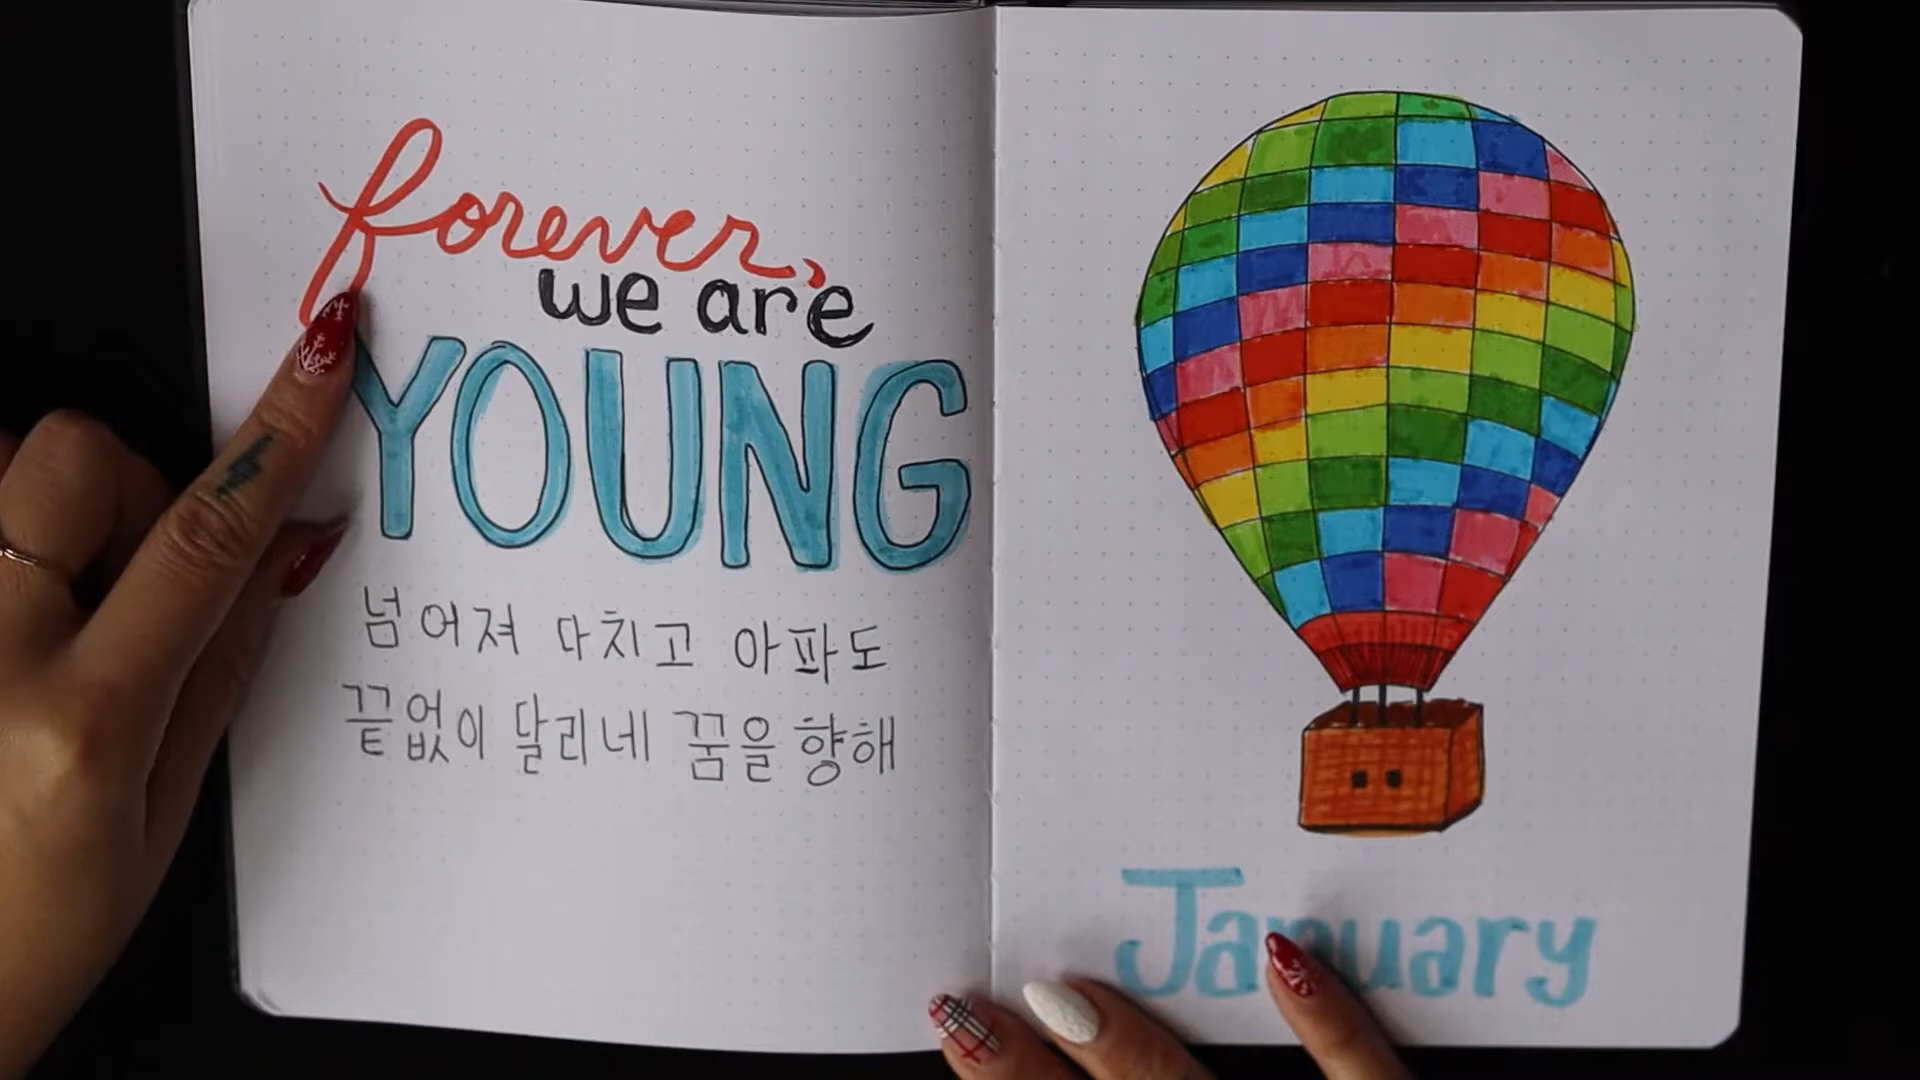 forever,
we are
YOUNG
넘어져 다치고 아파도
끝없이 달리네 꿈을 향해
January